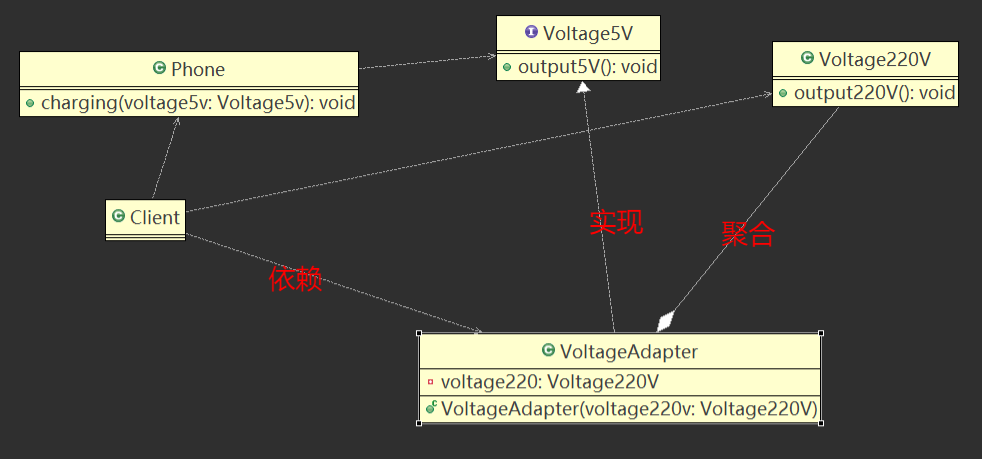 Voltage5V
output5V(): void
Phone
charging(voltage5v: Voltage5v): void
Voltage220V
output220V(): void
Client
实现
聚合
依赖
VoltageAdapter
voltage220: Voltage220V
VoltageAdapter(voltage220v: Voltage220V)